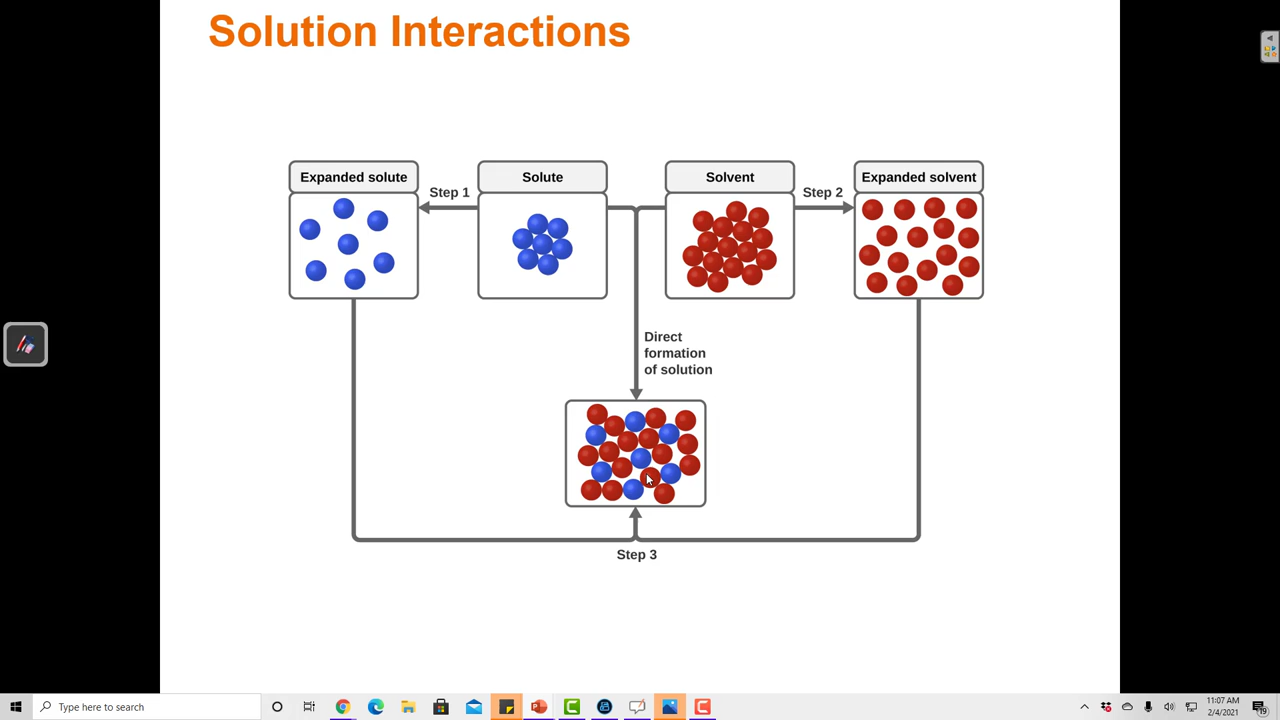 Solution Interactions
Expanded solute
Step 1
Solute
Solvent
Step 2
Expanded solvent
Direct
formation
of solution
Step 3
Type here to search
11:07 AM
2/4/2021
19